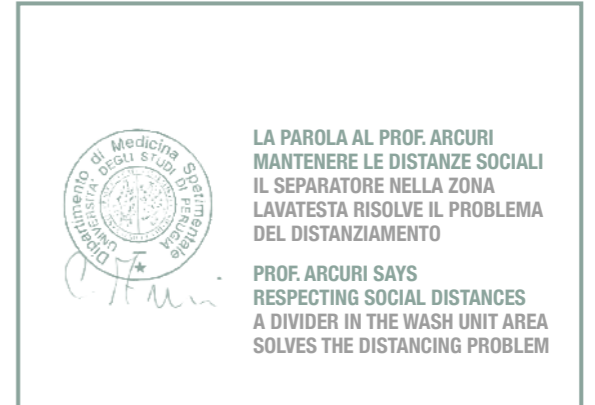 Dipartimento di Medicina Sperimentale
UNIVERSITA' DEGLI STUDI DI PERUGIA
LA PAROLA AL PROF. ARCURI
MANTENERE LE DISTANZE SOCIALI
IL SEPARATORE NELLA ZONA
LAVATESTA RISOLVE IL PROBLEMA
DEL DISTANZIAMENTO
PROF. ARCURI SAYS
RESPECTING SOCIAL DISTANCES
A DIVIDER IN THE WASH UNIT AREA
SOLVES THE DISTANCING PROBLEM